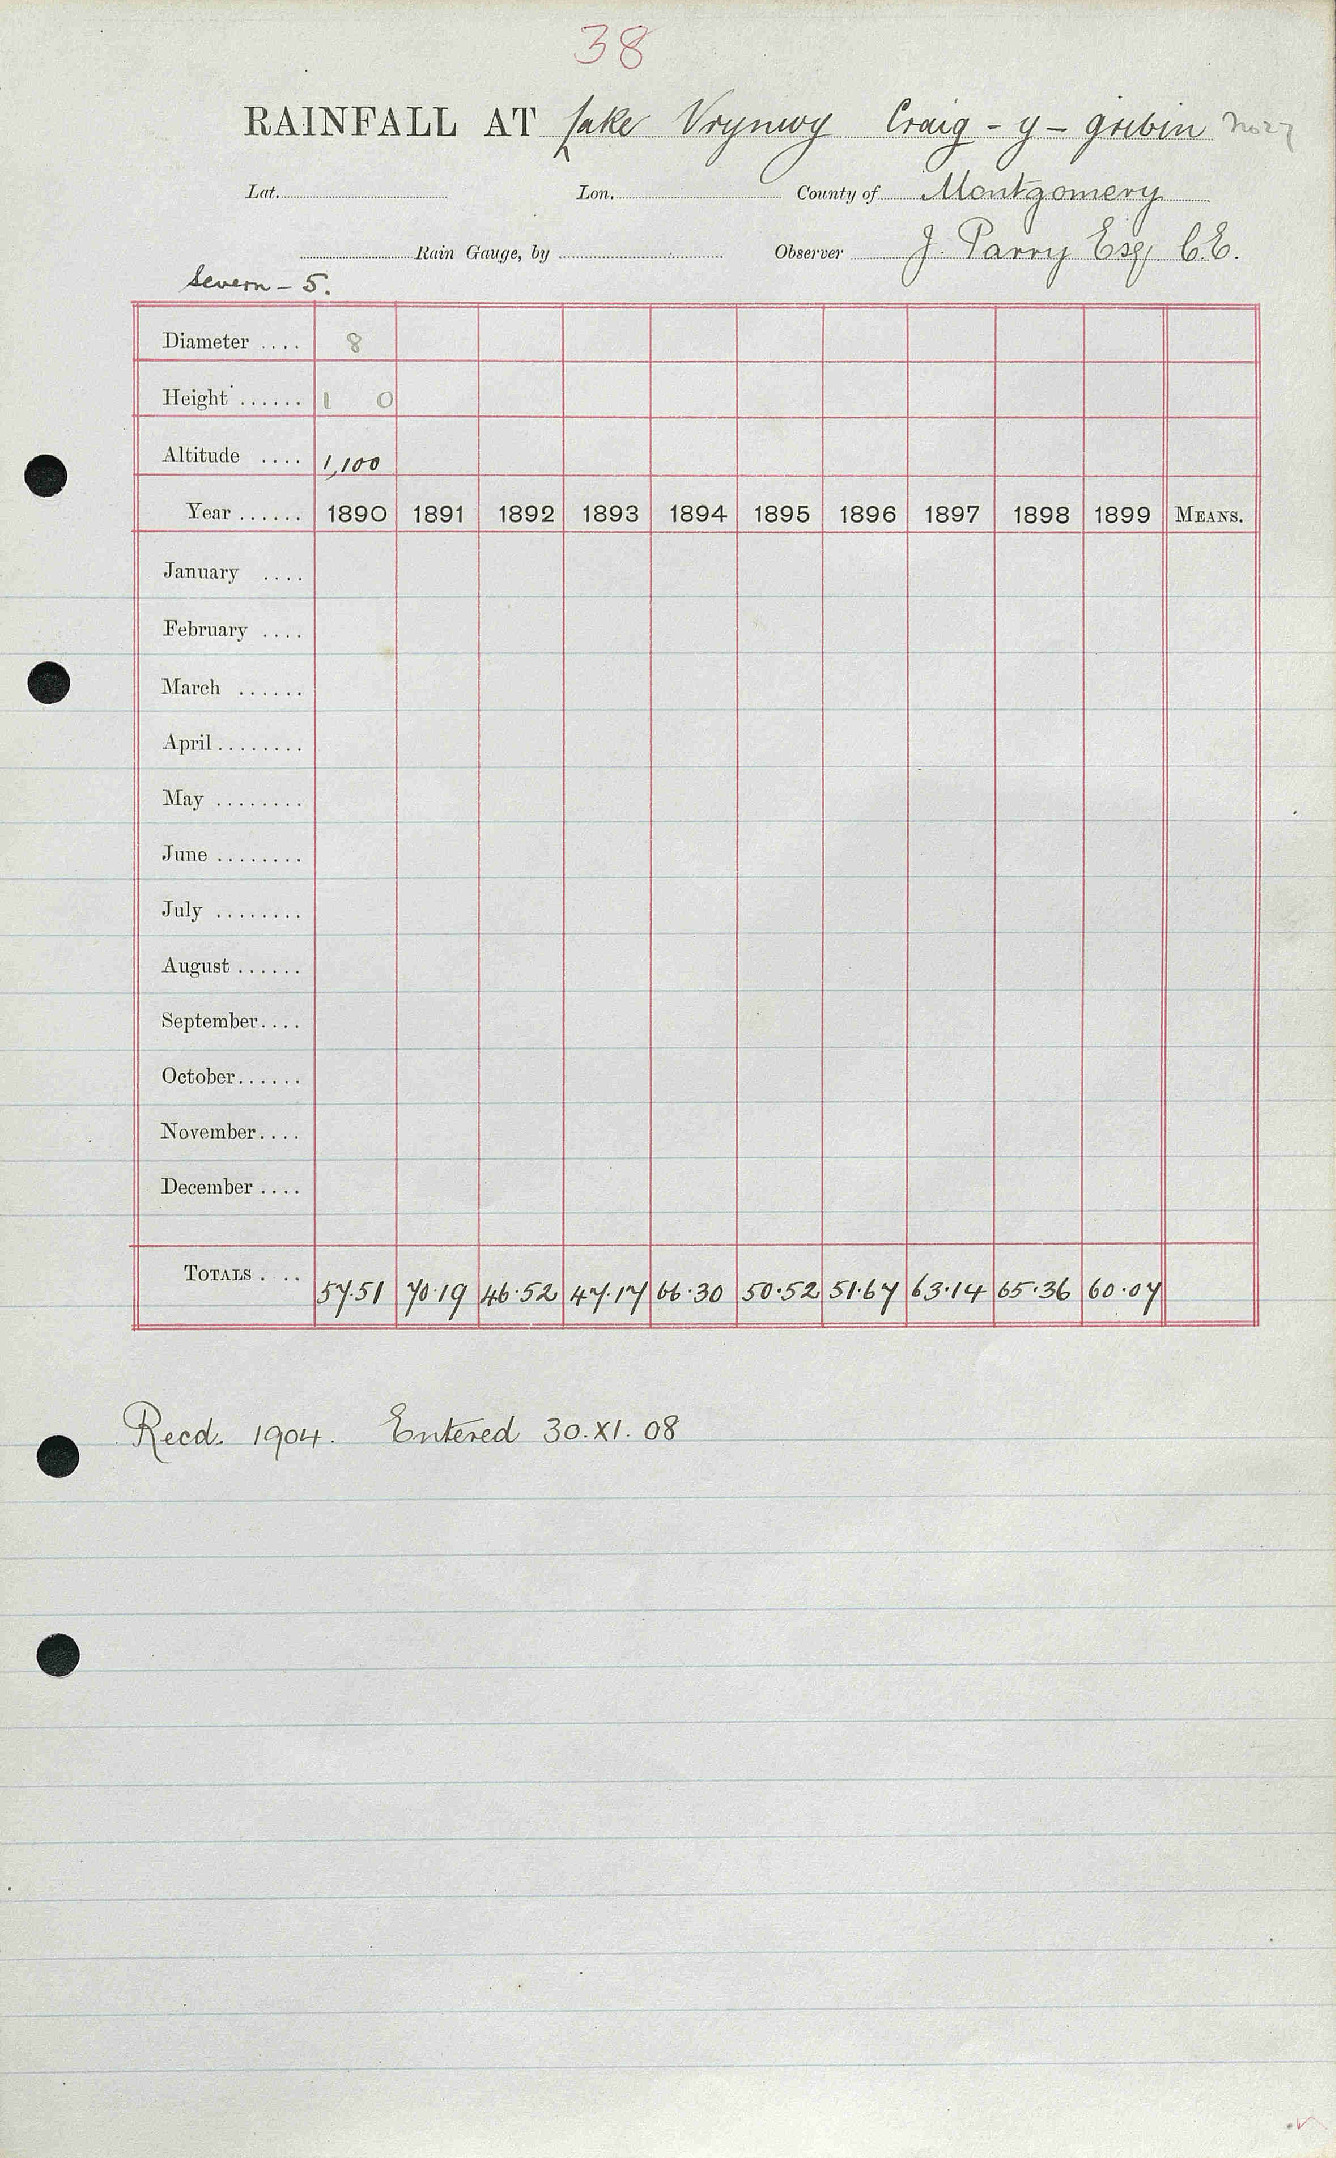 38
RAINFALL AT Lake Vrynwy Craig - y - gribin No 27
Lat. Lon. County of Montgomery
Rain Gauge, by Observer J. Parry Esq C.E.
Severn - 5.
Diameter .... 8
Height ...... 1 0
Altitude .... 1,100
Year ...... 1890 1891 1892 1893 1894 1895 1896 1897 1898 1899 MEANS.
January ....
February ....
March ......
April ........
May ........
June ........
July ........
August ......
September ....
October ......
November ....
December ....
TOTALS .... 57.51 70.19 46.52 47.17 66.30 50.52 51.67 63.14 65.36 60.07
Recd. 1904. Entered 30.XI.08